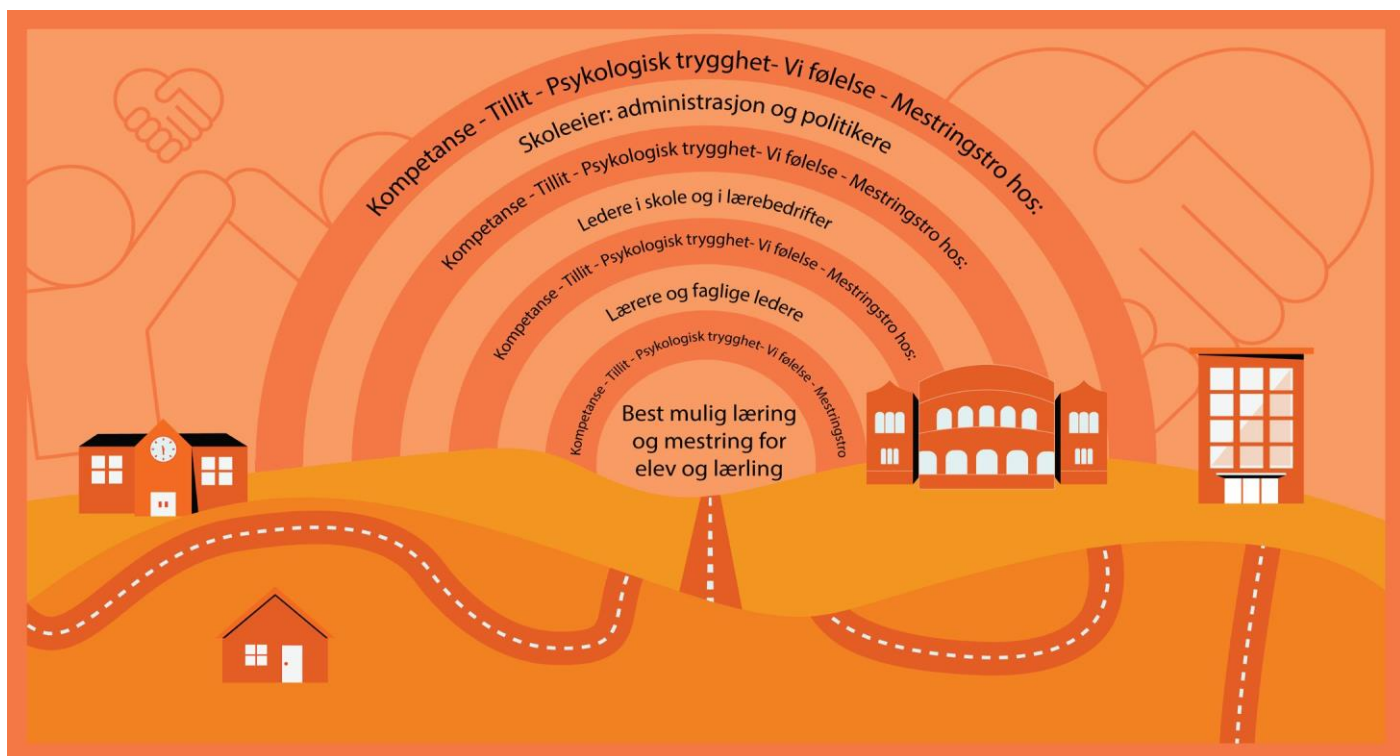 Kompetanse - Tillit - Psykologisk trygghet- Vi følelse - Mestringstro hos:
Skoleeier: administrasjon og politikere
Kompetanse - Tillit - Psykologisk trygghet- Vi følelse - Mestringstro hos:
Ledere i skole og i lærebedrifter
Kompetanse - Tillit - Psykologisk trygghet- Vi følelse - Mestringstro hos:
Lærere og faglige ledere
Kompetanse - Tillit - Psykologisk trygghet- Vi følelse - Mestringstro
Best mulig læring
og mestring for
elev og lærling